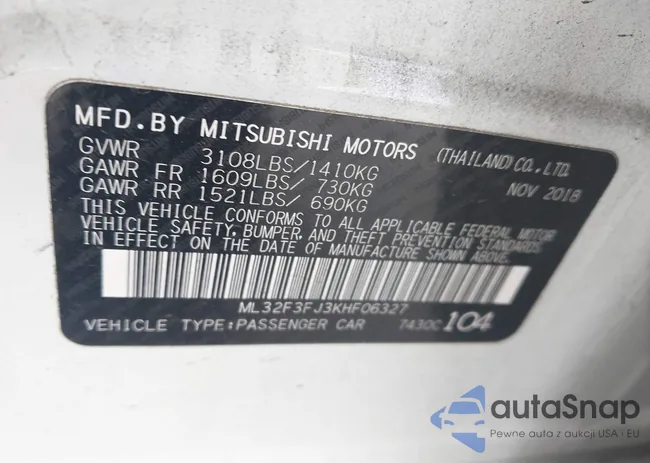 MFD. BY MITSUBISHI MOTORS (THAILAND) CO., LTD.
GVWR 3108LBS/1410KG NOV 2018
GAWR FR 1609LBS/ 730KG
GAWR RR 1521LBS/ 690KG
THIS VEHICLE CONFORMS TO ALL APPLICABLE FEDERAL MOTOR
VEHICLE SAFETY, BUMPER, AND THEFT PREVENTION STANDARDS
IN EFFECT ON THE DATE OF MANUFACTURE SHOWN ABOVE.
ML32F3FJ3KHF06327
VEHICLE TYPE:PASSENGER CAR 7430C 104
autaSnap
Pewne auta z aukcji USA i EU